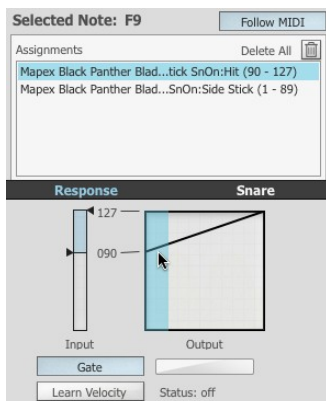 Selected Note: F9
Follow MIDI
Assignments
Delete All
Mapex Black Panther Blad...tick SnOn:Hit (90 - 127)
Mapex Black Panther Blad...SnOn:Side Stick (1 - 89)
Response
Snare
127
090
Input
Output
Gate
Learn Velocity
Status: off